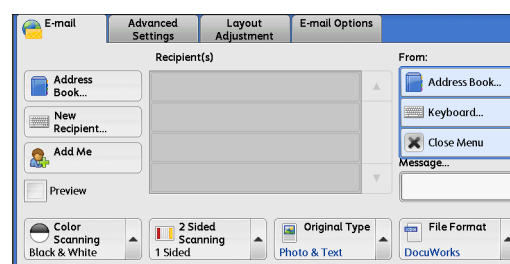 E-mail
Advanced
Settings
Layout
Adjustment
E-mail Options
Recipient(s)
From:
Address
Book...
New
Recipient...
Add Me
Preview
Address Book...
Keyboard...
Close Menu
Message...
Color
Scanning
Black & White
2 Sided
Scanning
1 Sided
Original Type
Photo & Text
File Format
DocuWorks